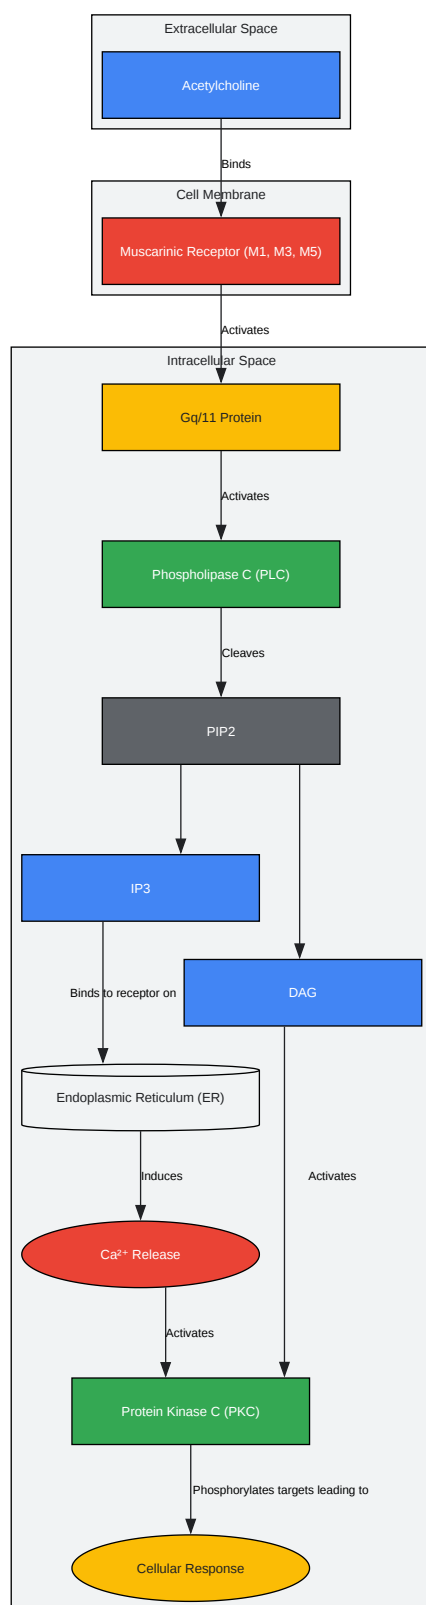 Extracellular Space
Acetylcholine
Binds
Cell Membrane
Muscarinic Receptor (M1, M3, M5)
Activates
Intracellular Space
Gq/11 Protein
Activates
Phospholipase C (PLC)
Cleaves
PIP2
IP3
DAG
Binds to receptor on
Endoplasmic Reticulum (ER)
Induces
Activates
Ca²⁺ Release
Activates
Protein Kinase C (PKC)
Phosphorylates targets leading to
Cellular Response